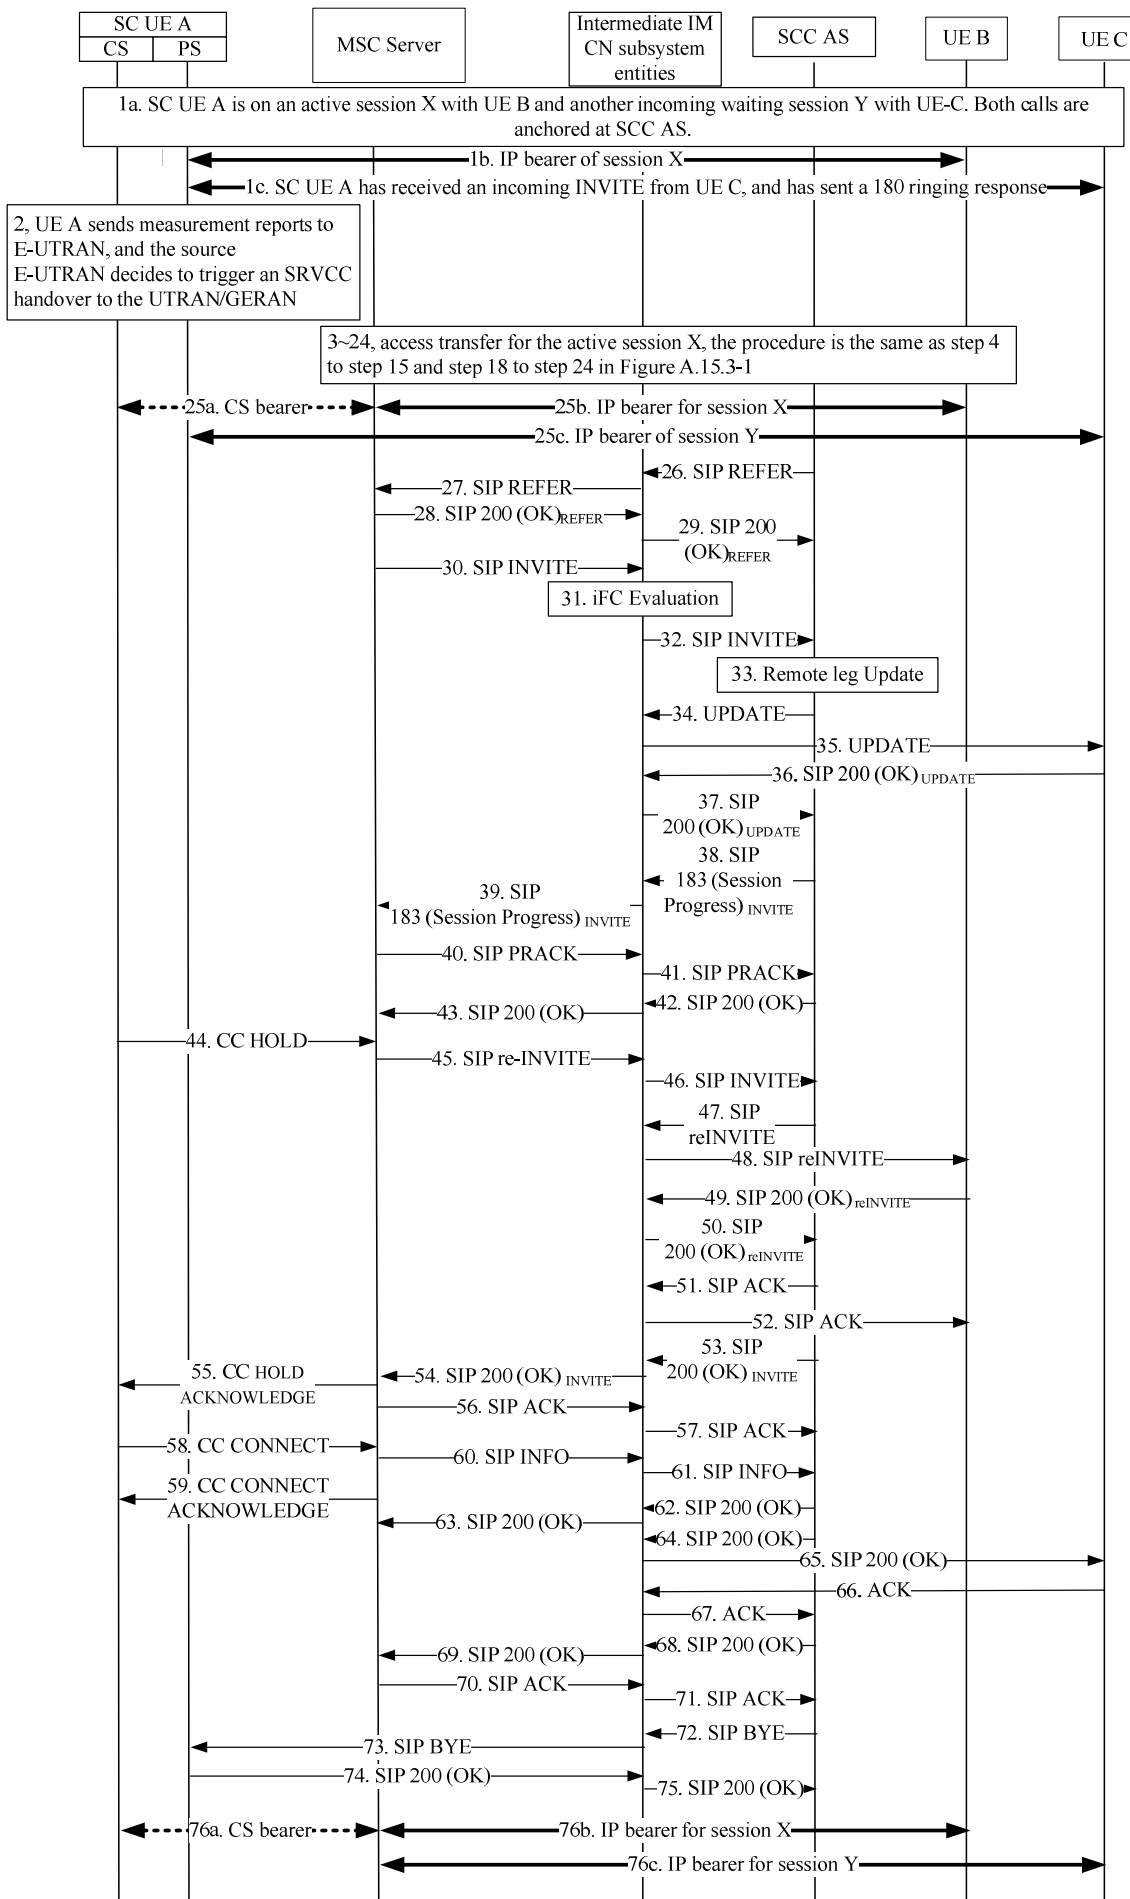 SC UE A
CS
PS
MSC Server
Intermediate IM
CN subsystem
entities
SCC AS
UE B
UE C
1a. SC UE A is on an active session X with UE B and another incoming waiting session Y with UE-C. Both calls are
anchored at SCC AS.
1b. IP bearer of session X
1c. SC UE A has received an incoming INVITE from UE C, and has sent a 180 ringing response
2, UE A sends measurement reports to
E-UTRAN, and the source
E-UTRAN decides to trigger an SRVCC
handover to the UTRAN/GERAN
3~24, access transfer for the active session X, the procedure is the same as step 4
to step 15 and step 18 to step 24 in Figure A.15.3-1
25a. CS bearer
25b. IP bearer for session X
25c. IP bearer of session Y
26. SIP REFER
27. SIP REFER
28. SIP 200 (OK) REFER
29. SIP 200
(OK) REFER
30. SIP INVITE
31. iFC Evaluation
32. SIP INVITE
33. Remote leg Update
34. UPDATE
35. UPDATE
36. SIP 200 (OK) UPDATE
37. SIP
200 (OK) UPDATE
38. SIP
183 (Session
Progress) INVITE
39. SIP
183 (Session Progress) INVITE
40. SIP PRACK
41. SIP PRACK
42. SIP 200 (OK)
43. SIP 200 (OK)
44. CC HOLD
45. SIP re-INVITE
46. SIP INVITE
47. SIP
reINVITE
48. SIP reINVITE
49. SIP 200 (OK) reINVITE
50. SIP
200 (OK) reINVITE
51. SIP ACK
52. SIP ACK
53. SIP
200 (OK) INVITE
54. SIP 200 (OK) INVITE
55. CC HOLD
ACKNOWLEDGE
56. SIP ACK
57. SIP ACK
58. CC CONNECT
60. SIP INFO
61. SIP INFO
59. CC CONNECT
ACKNOWLEDGE
62. SIP 200 (OK)
63. SIP 200 (OK)
64. SIP 200 (OK)
65. SIP 200 (OK)
66. ACK
67. ACK
68. SIP 200 (OK)
69. SIP 200 (OK)
70. SIP ACK
71. SIP ACK
72. SIP BYE
73. SIP BYE
74. SIP 200 (OK)
75. SIP 200 (OK)
76a. CS bearer
76b. IP bearer for session X
76c. IP bearer for session Y